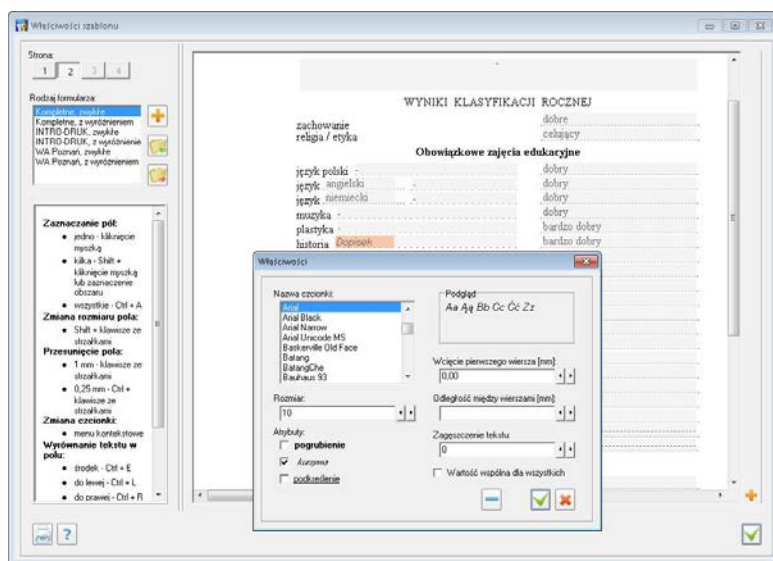 Właściwości szablonu
Strona:
1 2 3 4
Rodzaj formularza:
Kompletne, zwykłe
Kompletne, z wyróżnieniem
INTRO-DRUK, zwykłe
INTRO-DRUK, z wyróżnienie
WA Poznań, zwykłe
WA Poznań, z wyróżnieniem
Zaznaczanie pól:
jedno - kliknięcie
myszką
kilka - Shift +
kliknięcie myszką
lub zaznaczenie
obszaru
wszystkie - Ctrl + A
Zmiana rozmiaru pola:
Shift + klawisze ze
strzałkami
Przesunięcie pola:
1 mm - klawisze ze
strzałkami
0,25 mm - Ctrl +
klawisze ze
strzałkami
Zmiana czcionki:
menu kontekstowe
Wyrównanie tekstu w
polu:
środek - Ctrl + E
do lewej - Ctrl + L
do prawej - Ctrl + R
WYNIKI KLASYFIKACJI ROCZNEJ
zachowanie dobre
religia / etyka celujący
Obowiązkowe zajęcia edukacyjne
język polski - dobry
język angielski ... - dobry
język niemiecki ... - dobry
muzyka - dobry
plastyka - bardzo dobry
historia Dopisek bardzo dobry
Właściwości
Nazwa czcionki:
Arial
Arial Black
Arial Narrow
Arial Unicode MS
Baskerville Old Face
Batang
BatangChe
Bauhaus 93
Rozmiar:
10
Atrybuty:
pogrubienie
kursywa
podkreślenie
Podgląd
Aa Ąą Bb Cc Ćć Zz
Wcięcie pierwszego wiersza [mm]:
0,00
Odległość między wierszami [mm]:
Zagęszczenie tekstu:
0
Wartość wspólna dla wszystkich